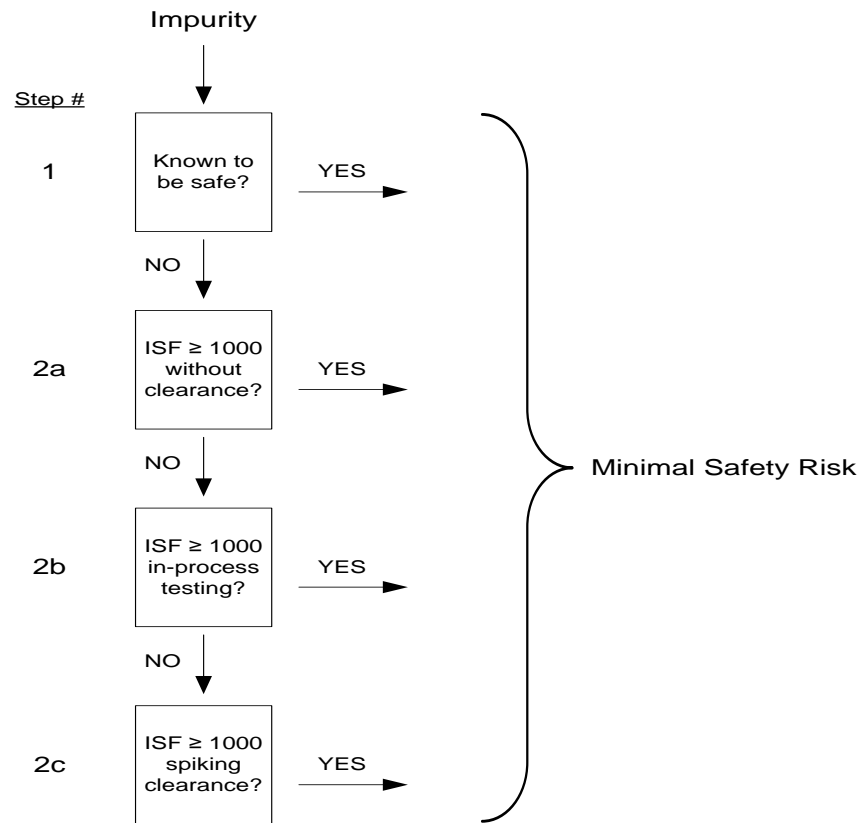 Impurity
Step #
1
Known to
be safe?
YES
NO
2a
ISF ≥ 1000
without
clearance?
YES
NO
2b
ISF ≥ 1000
in-process
testing?
YES
NO
2c
ISF ≥ 1000
spiking
clearance?
YES
Minimal Safety Risk